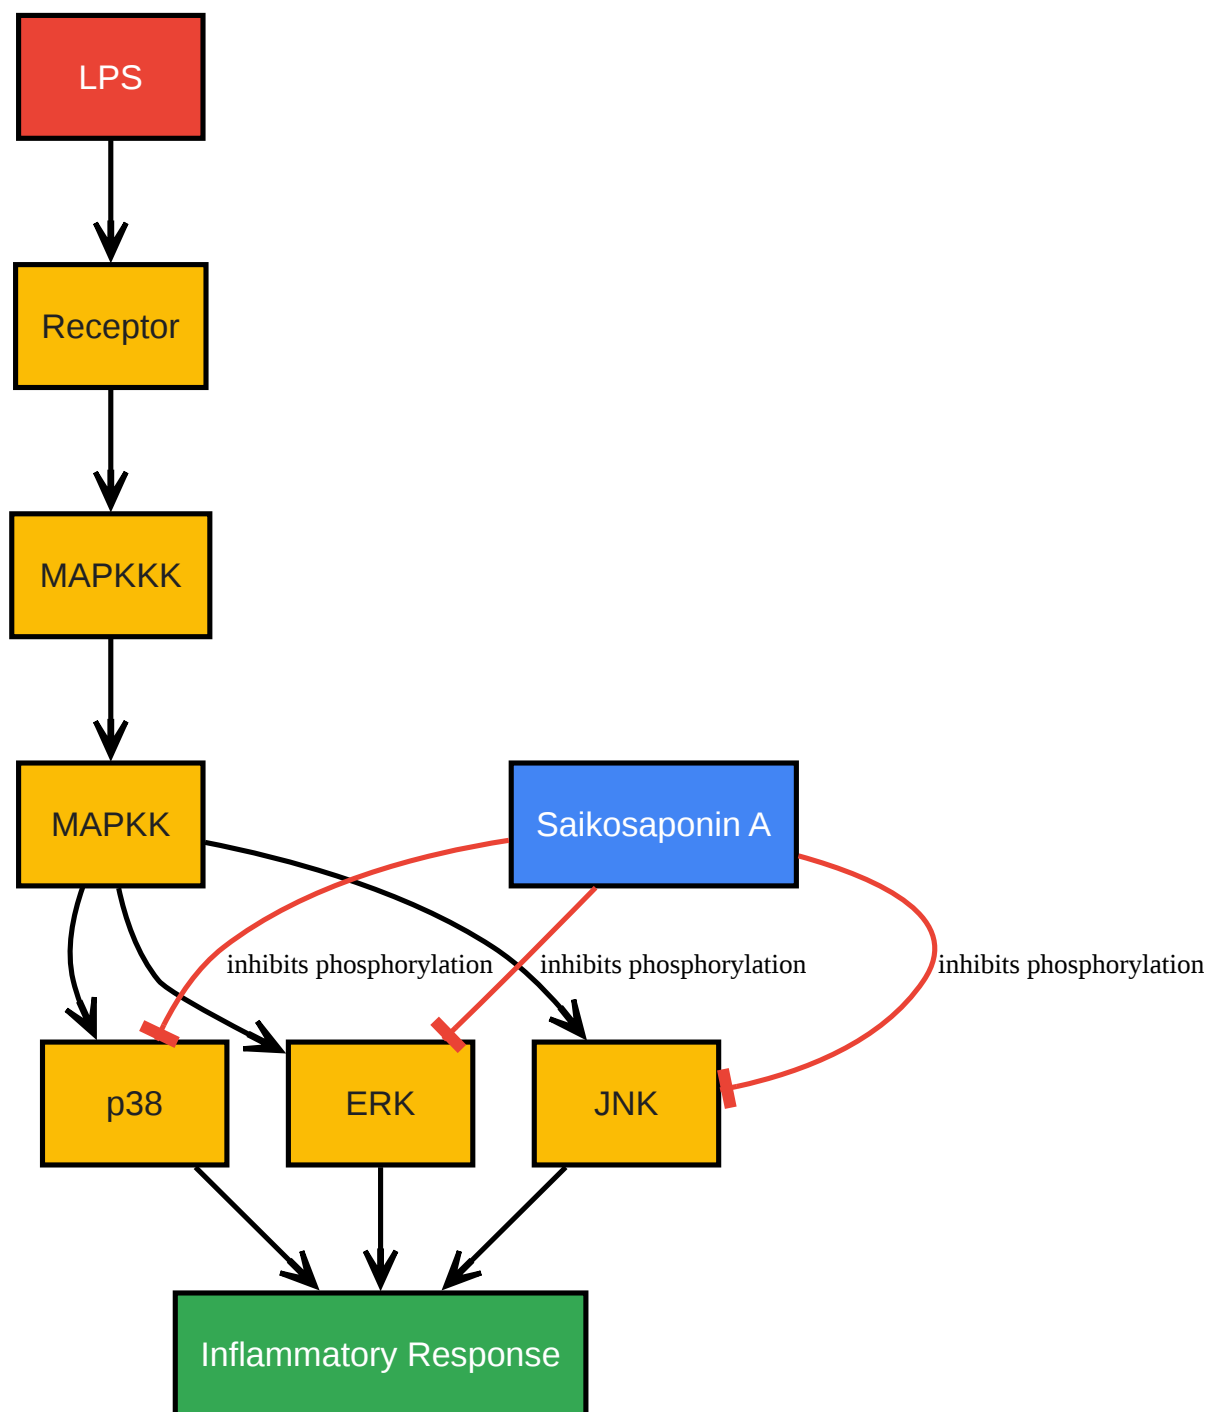 LPS
Receptor
MAPKKK
MAPKK
Saikosaponin A
inhibits phosphorylation
inhibits phosphorylation
inhibits phosphorylation
p38
ERK
JNK
Inflammatory Response